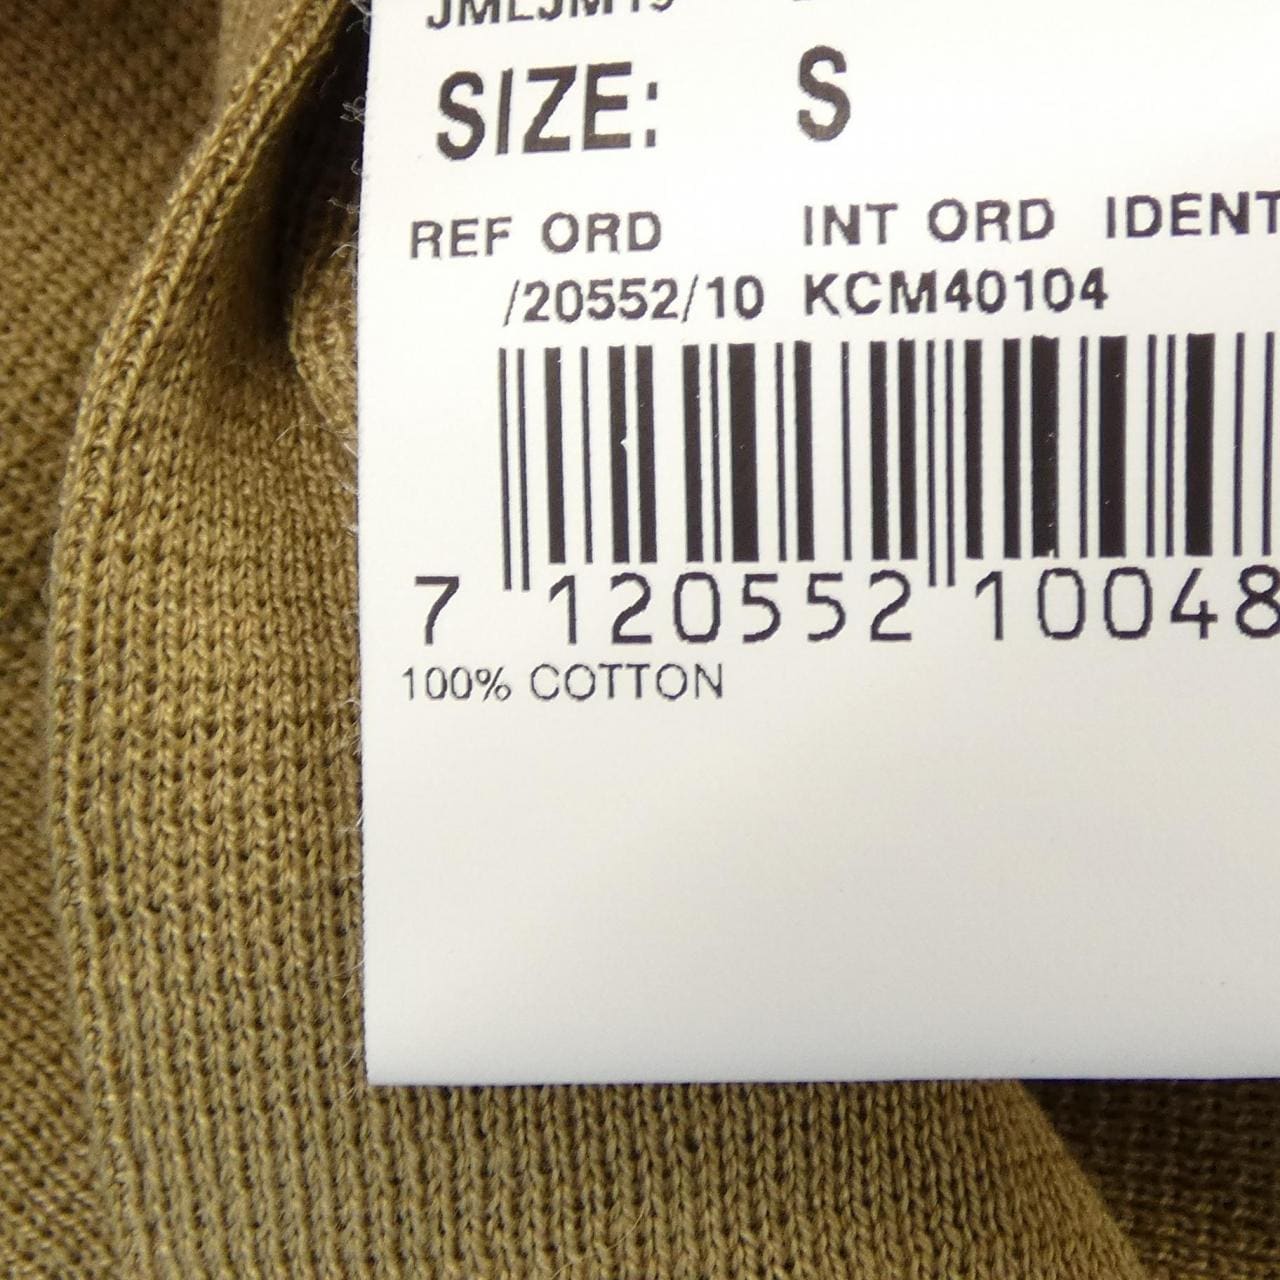 SIZE: S
REF ORD INT ORD IDENT
/20552/10 KCM40104
7 120552 10048
100% COTTON